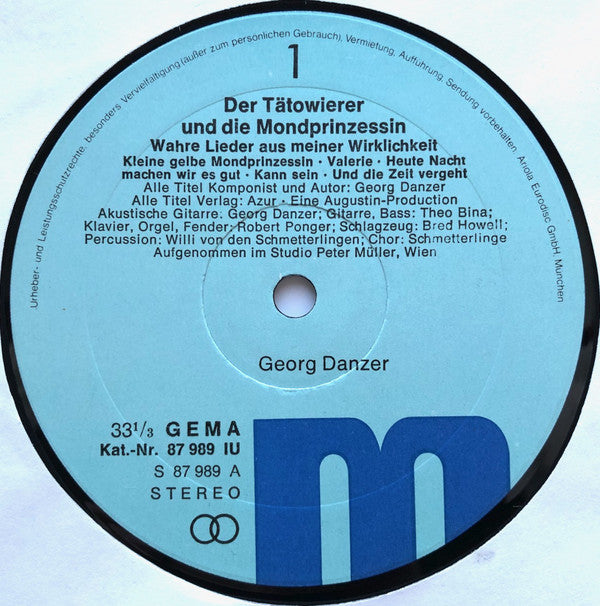 Urheber- und Leistungsschutzrechte, besonders Vervielfältigung (außer zum persönlichen Gebrauch), Vermietung, Aufführung, Sendung vorbehalten. Ariola Eurodisc GmbH, München
1
Der Tätowierer
und die Mondprinzessin
Wahre Lieder aus meiner Wirklichkeit
Kleine gelbe Mondprinzessin · Valerie · Heute Nacht
machen wir es gut · Kann sein · Und die Zeit vergeht
Alle Titel Komponist und Autor: Georg Danzer
Alle Titel Verlag: Azur - Eine Augustin-Production
Akustische Gitarre: Georg Danzer; Gitarre, Bass: Theo Bina;
Klavier, Orgel, Fender: Robert Ponger; Schlagzeug: Bred Howell;
Percussion: Willi von den Schmetterlingen; Chor: Schmetterlinge
Aufgenommen im Studio Peter Müller, Wien
Georg Danzer
33 1/3 GEMA
Kat.-Nr. 87 989 IU
S 87 989 A
STEREO
m